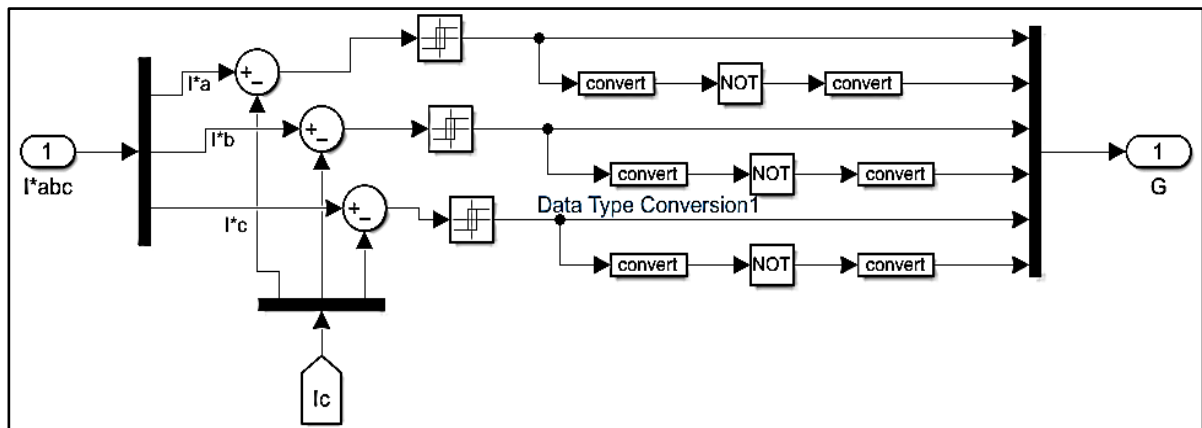 I*a
+
−
convert
NOT
convert
I*b
+
−
1
I*abc
1
G
convert
NOT
convert
Data Type Conversion1
I*c
+
−
convert
NOT
convert
Ic